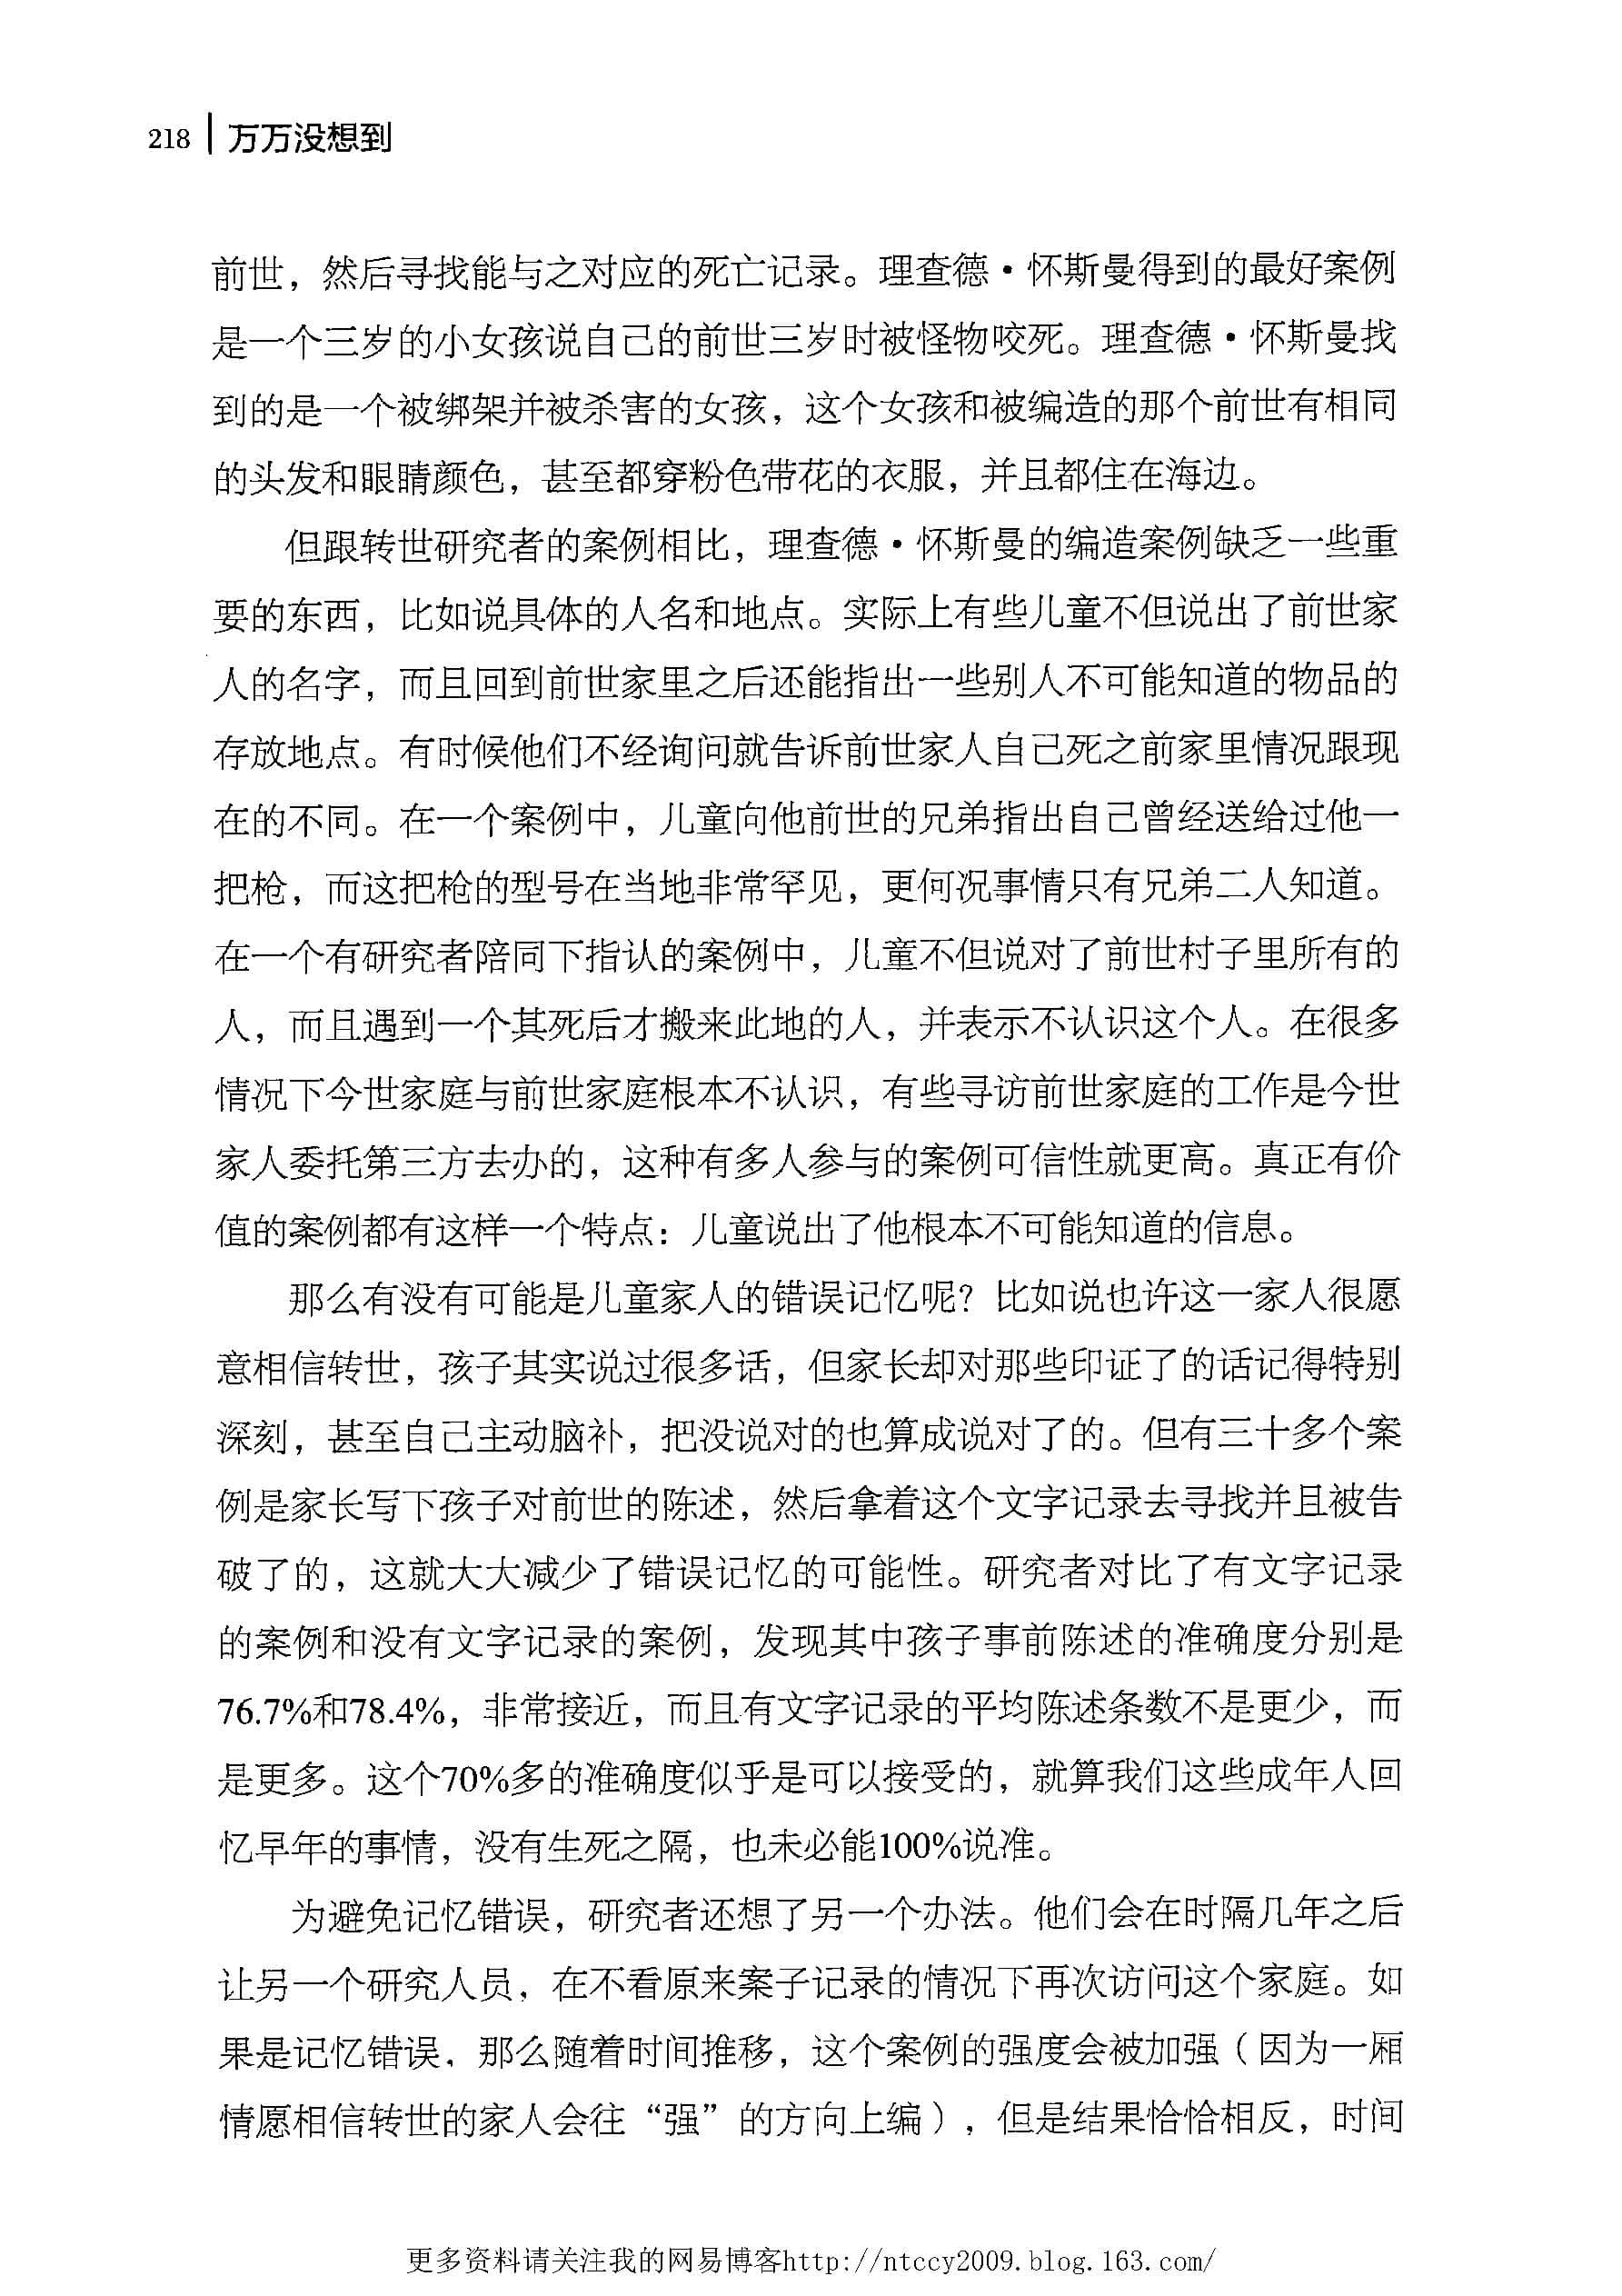 218 万万没想到
前世，然后寻找能与之对应的死亡记录。理查德·怀斯曼得到的最好案例
是一个三岁的小女孩说自己的前世三岁时被怪物咬死。理查德·怀斯曼找
到的是一个被绑架并被杀害的女孩，这个女孩和被编造的那个前世有相同
的头发和眼睛颜色，甚至都穿粉色带花的衣服，并且都住在海边。
但跟转世研究者的案例相比，理查德·怀斯曼的编造案例缺乏一些重
要的东西，比如说具体的人名和地点。实际上有些儿童不但说出了前世家
人的名字，而且回到前世家里之后还能指出一些别人不可能知道的物品的
存放地点。有时候他们不经询问就告诉前世家人自己死之前家里情况跟现
在的不同。在一个案例中，儿童向他前世的兄弟指出自己曾经送给过他一
把枪，而这把枪的型号在当地非常罕见，更何况事情只有兄弟二人知道。
在一个有研究者陪同下指认的案例中，儿童不但说对了前世村子里所有的
人，而且遇到一个其死后才搬来此地的人，并表示不认识这个人。在很多
情况下今世家庭与前世家庭根本不认识，有些寻访前世家庭的工作是今世
家人委托第三方去办的，这种有多人参与的案例可信性就更高。真正有价
值的案例都有这样一个特点：儿童说出了他根本不可能知道的信息。
那么有没有可能是儿童家人的错误记忆呢？比如说也许这一家人很愿
意相信转世，孩子其实说过很多话，但家长却对那些印证了的话记得特别
深刻，甚至自己主动脑补，把没说对的也算成说对了的。但有三十多个案
例是家长写下孩子对前世的陈述，然后拿着这个文字记录去寻找并且被告
破了的，这就大大减少了错误记忆的可能性。研究者对比了有文字记录
的案例和没有文字记录的案例，发现其中孩子事前陈述的准确度分别是
76.7%和78.4%，非常接近，而且有文字记录的平均陈述条数不是更少，而
是更多。这个70%多的准确度似乎是可以接受的，就算我们这些成年人回
忆早年的事情，没有生死之隔，也未必能100%说准。
为避免记忆错误，研究者还想了另一个办法。他们会在时隔几年之后
让另一个研究人员，在不看原来案子记录的情况下再次访问这个家庭。如
果是记忆错误，那么随着时间推移，这个案例的强度会被加强（因为一厢
情愿相信转世的家人会往“强”的方向上编），但是结果恰恰相反，时间
更多资料请关注我的网易博客http://ntccy2009.blog.163.com/